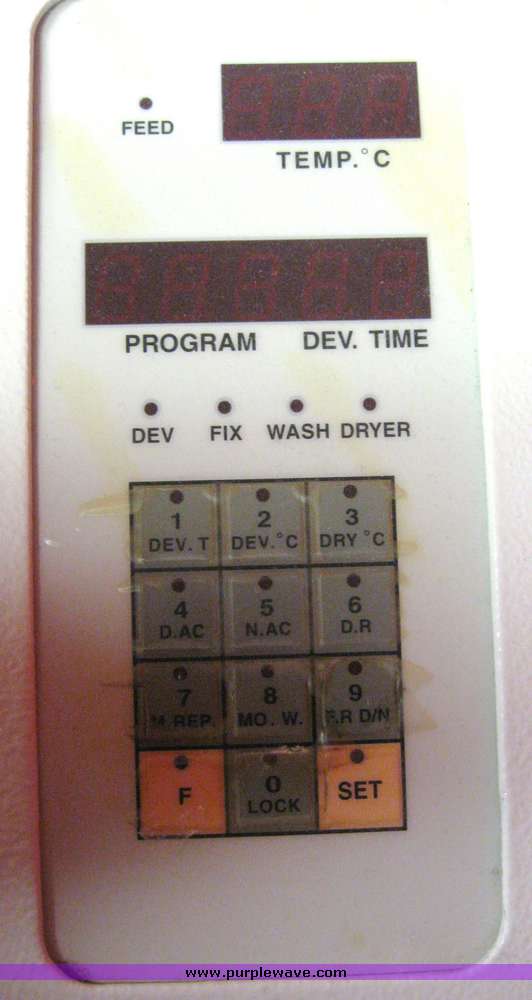 FEED
TEMP.°C
PROGRAM DEV. TIME
DEV FIX WASH DRYER
1 2 3
DEV. T DEV.°C DRY °C
4 5 6
D.AC N.AC D.R
7 8 9
REP. MO. W. F.R D/N
F 0 SET
LOCK
www.purplewave.com